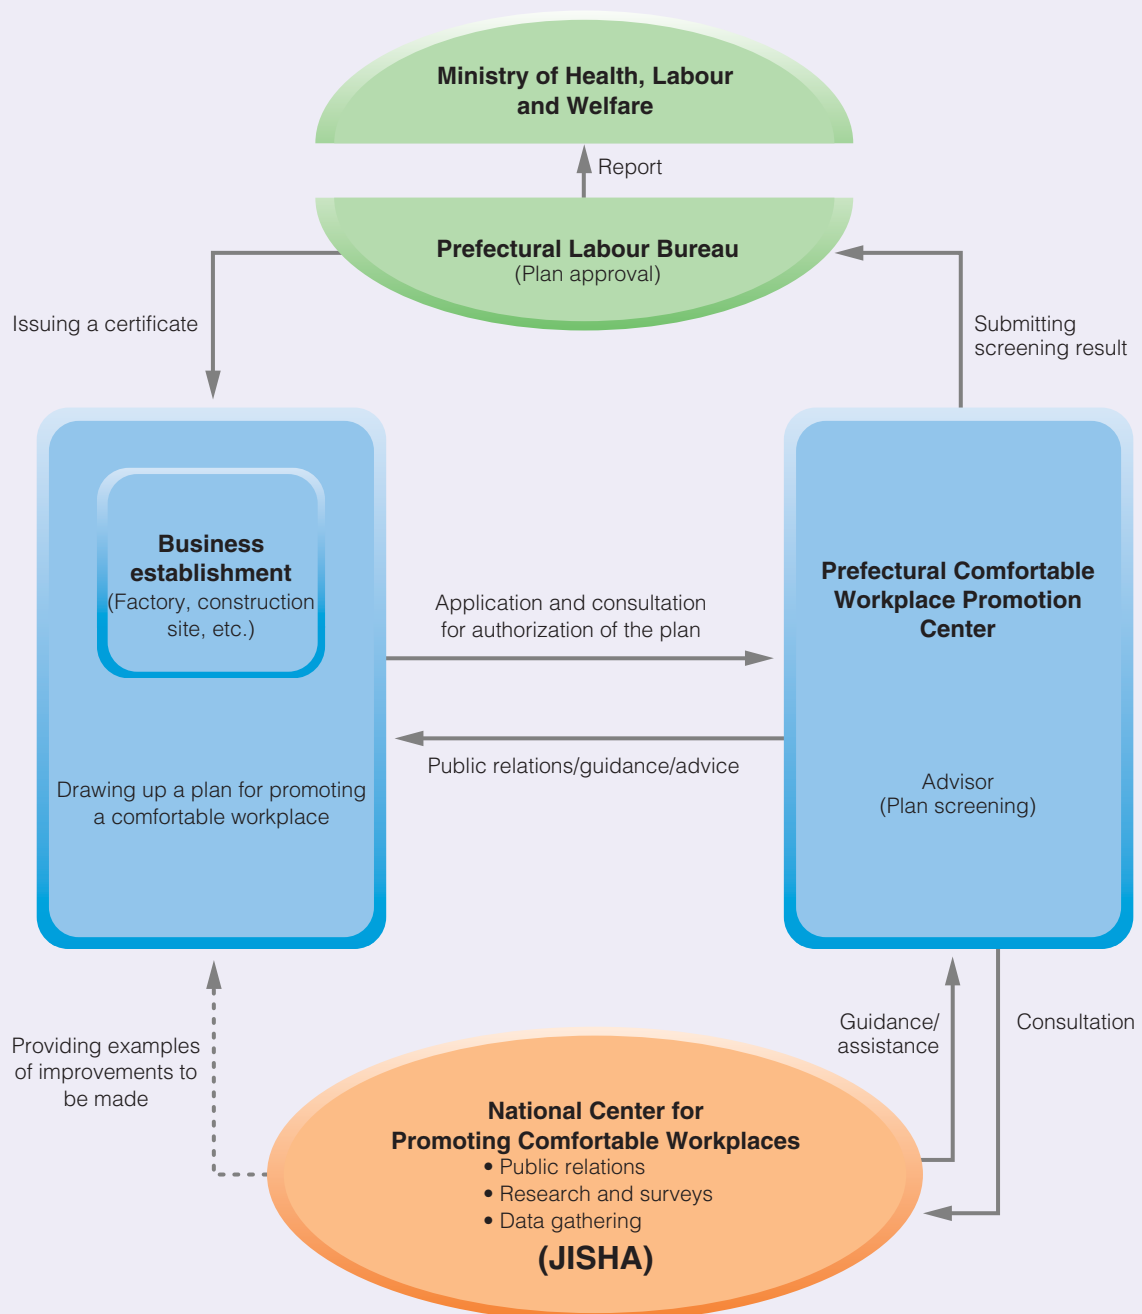 Ministry of Health, Labour
and Welfare
Report
Prefectural Labour Bureau
(Plan approval)
Issuing a certificate
Submitting
screening result
Business
establishment
(Factory, construction
site, etc.)
Drawing up a plan for promoting
a comfortable workplace
Application and consultation
for authorization of the plan
Public relations/guidance/advice
Prefectural Comfortable
Workplace Promotion
Center
Advisor
(Plan screening)
Providing examples
of improvements to
be made
Guidance/
assistance
Consultation
National Center for
Promoting Comfortable Workplaces
• Public relations
• Research and surveys
• Data gathering
(JISHA)